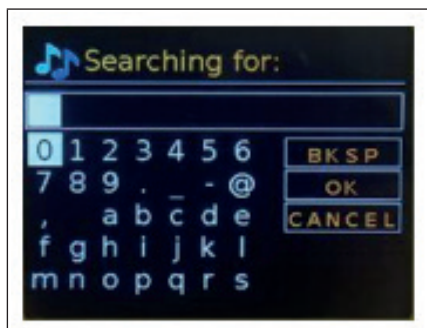 Searching for:
0 1 2 3 4 5 6 BKSP
7 8 9 . _ - @ OK
, a b c d e CANCEL
f g h i j k l
m n o p q r s